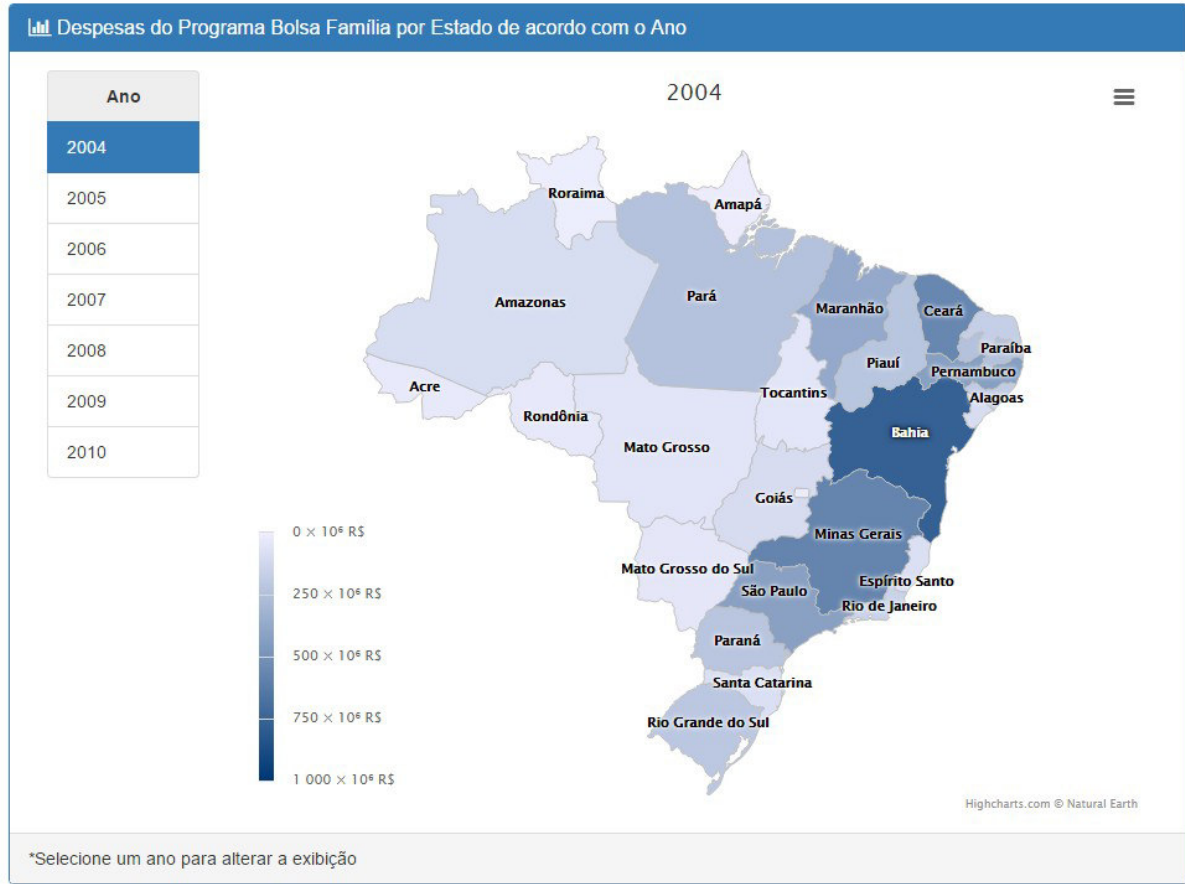 Despesas do Programa Bolsa Família por Estado de acordo com o Ano
Ano
2004
2005
2006
2007
2008
2009
2010
2004
Roraima
Amapá
Amazonas
Pará
Maranhão
Ceará
Paraíba
Piauí
Pernambuco
Acre
Tocantins
Alagoas
Rondônia
Bahia
Mato Grosso
Goiás
Minas Gerais
Mato Grosso do Sul
Espírito Santo
São Paulo
Rio de Janeiro
Paraná
Santa Catarina
Rio Grande do Sul
0 × 10⁶ R$
250 × 10⁶ R$
500 × 10⁶ R$
750 × 10⁶ R$
1 000 × 10⁶ R$
Highcharts.com © Natural Earth
*Selecione um ano para alterar a exibição